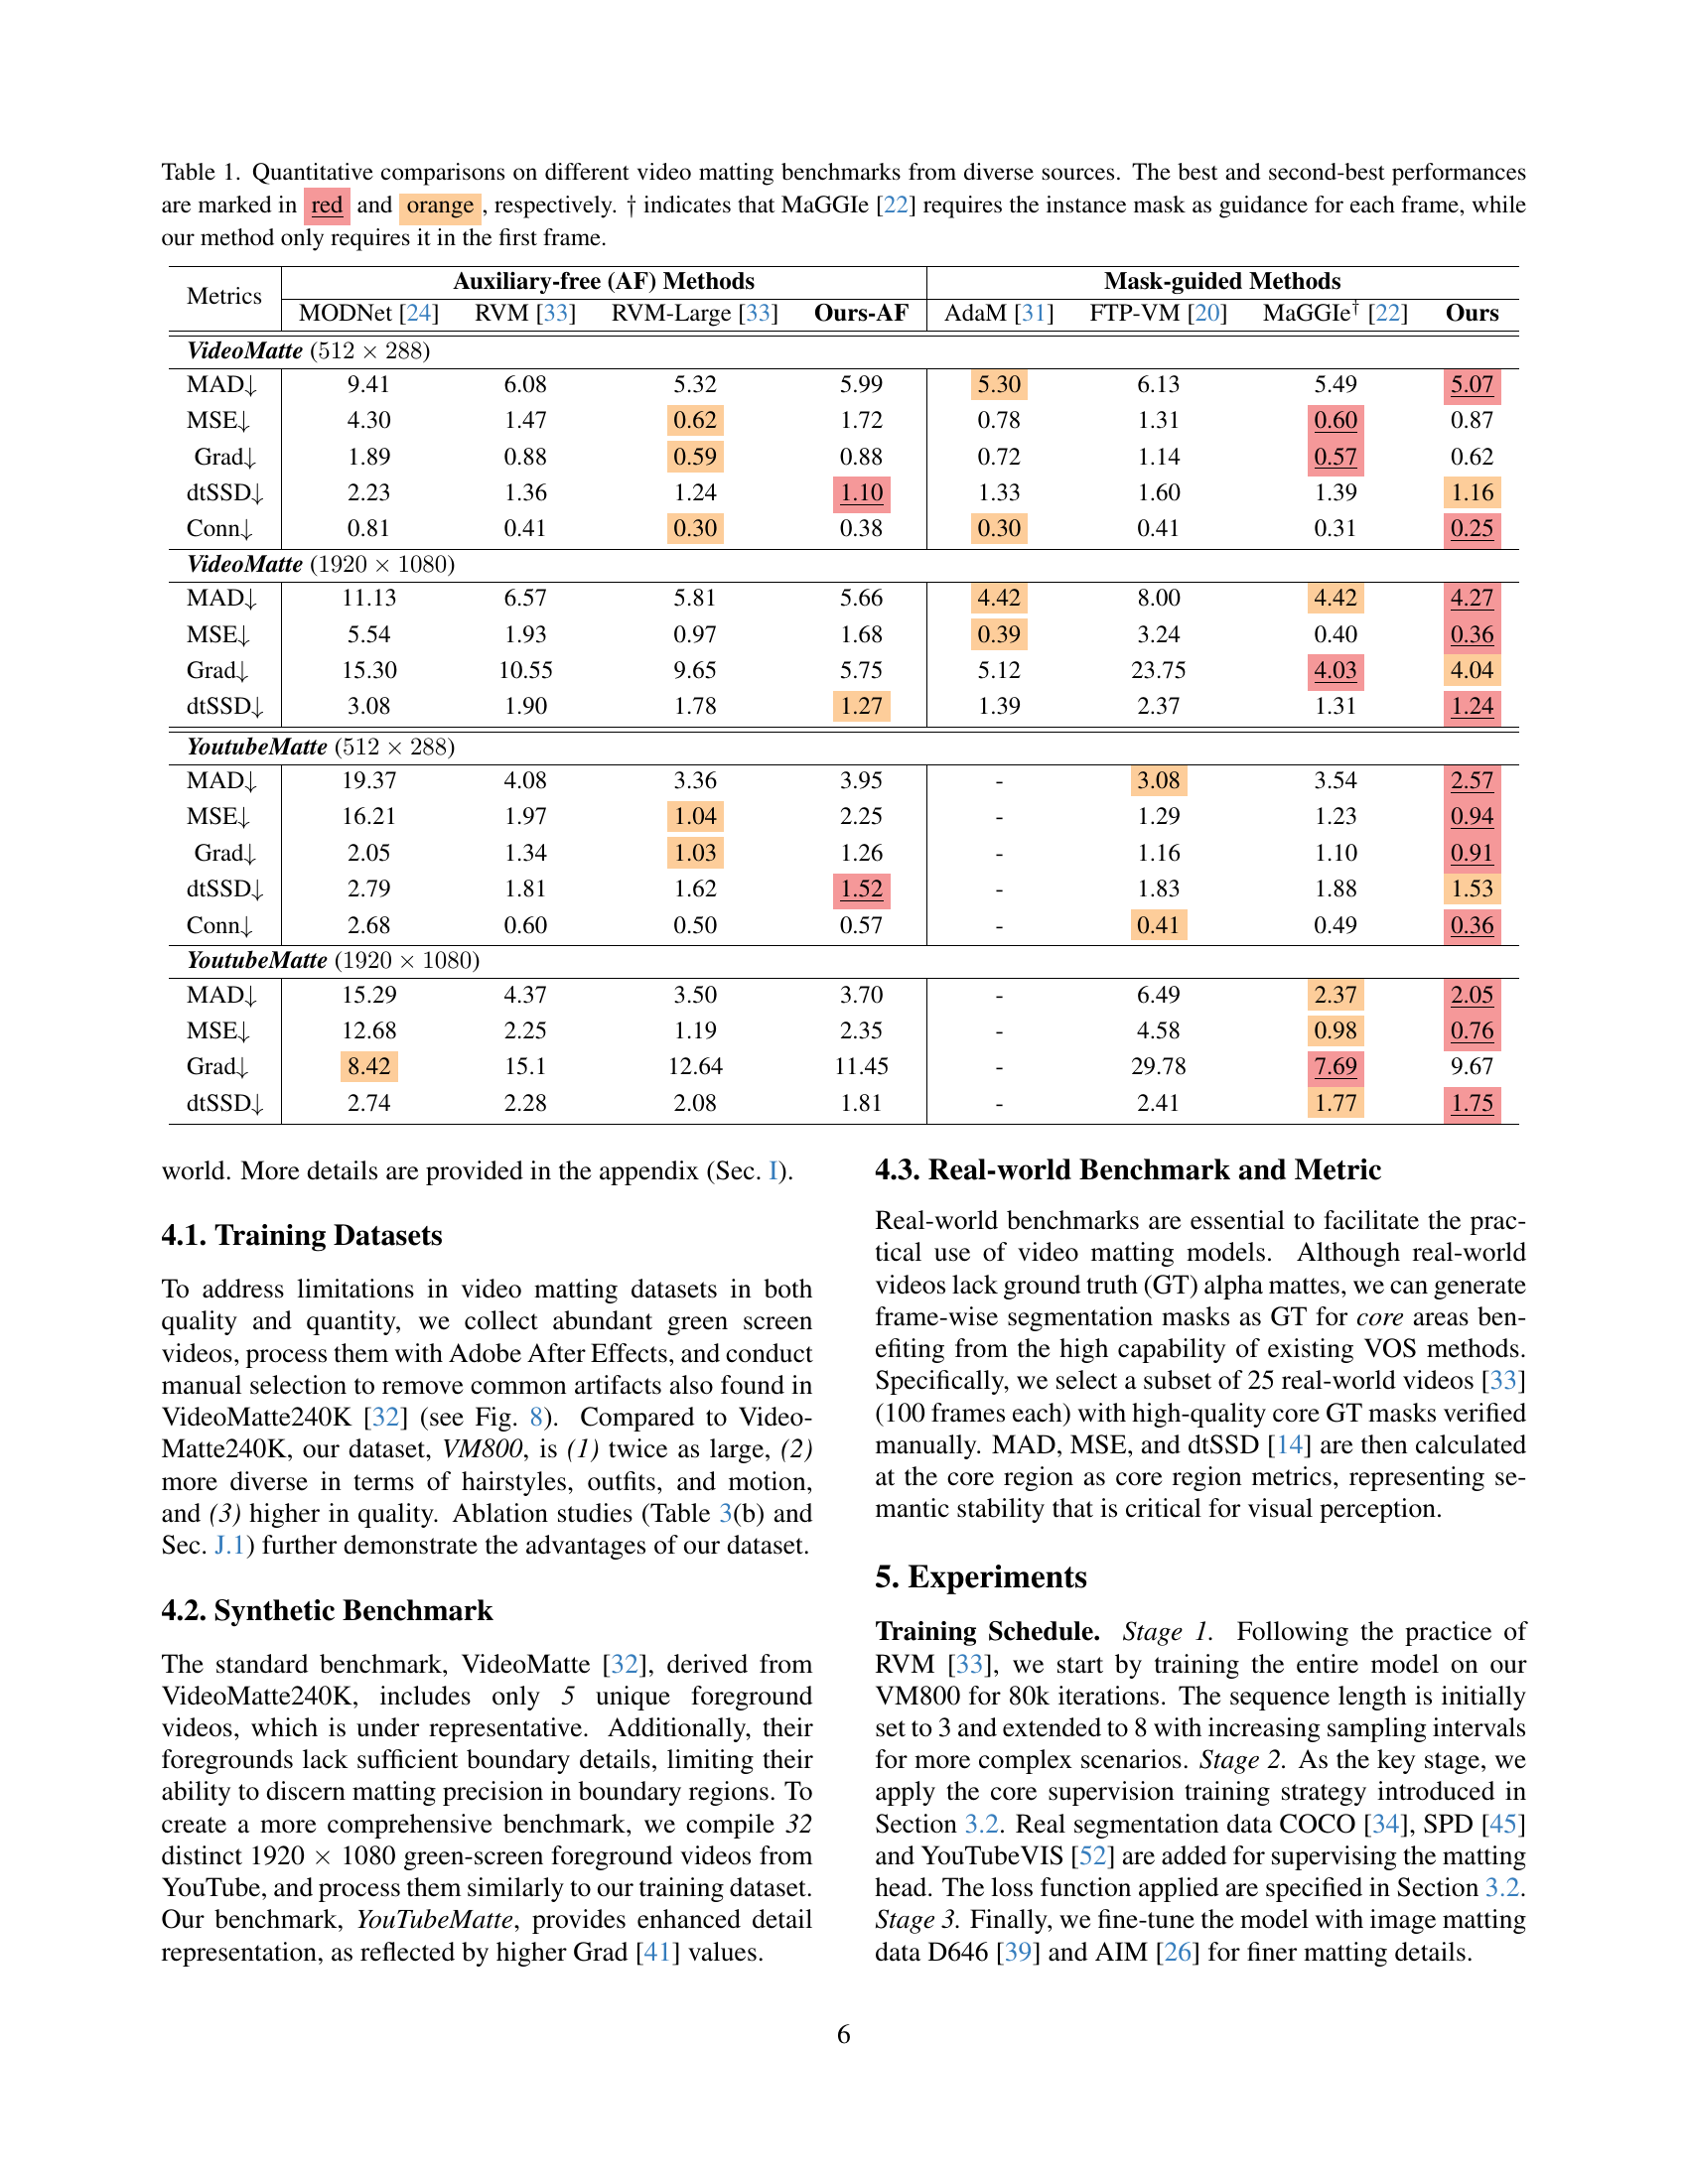 Table 1. Quantitative comparisons on different video matting benchmarks from diverse sources. The best and second-best performances
are marked in red and orange , respectively. † indicates that MaGGIe [22] requires the instance mask as guidance for each frame, while
our method only requires it in the first frame.
Metrics Auxiliary-free (AF) Methods Mask-guided Methods
MODNet [24] RVM [33] RVM-Large [33] Ours-AF AdaM [31] FTP-VM [20] MaGGIe† [22] Ours
VideoMatte (512 × 288)
MAD↓ 9.41 6.08 5.32 5.99 5.30 6.13 5.49 5.07
MSE↓ 4.30 1.47 0.62 1.72 0.78 1.31 0.60 0.87
Grad↓ 1.89 0.88 0.59 0.88 0.72 1.14 0.57 0.62
dtSSD↓ 2.23 1.36 1.24 1.10 1.33 1.60 1.39 1.16
Conn↓ 0.81 0.41 0.30 0.38 0.30 0.41 0.31 0.25
VideoMatte (1920 × 1080)
MAD↓ 11.13 6.57 5.81 5.66 4.42 8.00 4.42 4.27
MSE↓ 5.54 1.93 0.97 1.68 0.39 3.24 0.40 0.36
Grad↓ 15.30 10.55 9.65 5.75 5.12 23.75 4.03 4.04
dtSSD↓ 3.08 1.90 1.78 1.27 1.39 2.37 1.31 1.24
YoutubeMatte (512 × 288)
MAD↓ 19.37 4.08 3.36 3.95 - 3.08 3.54 2.57
MSE↓ 16.21 1.97 1.04 2.25 - 1.29 1.23 0.94
Grad↓ 2.05 1.34 1.03 1.26 - 1.16 1.10 0.91
dtSSD↓ 2.79 1.81 1.62 1.52 - 1.83 1.88 1.53
Conn↓ 2.68 0.60 0.50 0.57 - 0.41 0.49 0.36
YoutubeMatte (1920 × 1080)
MAD↓ 15.29 4.37 3.50 3.70 - 6.49 2.37 2.05
MSE↓ 12.68 2.25 1.19 2.35 - 4.58 0.98 0.76
Grad↓ 8.42 15.1 12.64 11.45 - 29.78 7.69 9.67
dtSSD↓ 2.74 2.28 2.08 1.81 - 2.41 1.77 1.75
world. More details are provided in the appendix (Sec. I).
4.1. Training Datasets
To address limitations in video matting datasets in both
quality and quantity, we collect abundant green screen
videos, process them with Adobe After Effects, and conduct
manual selection to remove common artifacts also found in
VideoMatte240K [32] (see Fig. 8). Compared to Video-
Matte240K, our dataset, VM800, is (1) twice as large, (2)
more diverse in terms of hairstyles, outfits, and motion,
and (3) higher in quality. Ablation studies (Table 3(b) and
Sec. J.1) further demonstrate the advantages of our dataset.
4.2. Synthetic Benchmark
The standard benchmark, VideoMatte [32], derived from
VideoMatte240K, includes only 5 unique foreground
videos, which is under representative. Additionally, their
foregrounds lack sufficient boundary details, limiting their
ability to discern matting precision in boundary regions. To
create a more comprehensive benchmark, we compile 32
distinct 1920 × 1080 green-screen foreground videos from
YouTube, and process them similarly to our training dataset.
Our benchmark, YouTubeMatte, provides enhanced detail
representation, as reflected by higher Grad [41] values.
4.3. Real-world Benchmark and Metric
Real-world benchmarks are essential to facilitate the prac-
tical use of video matting models. Although real-world
videos lack ground truth (GT) alpha mattes, we can generate
frame-wise segmentation masks as GT for core areas ben-
efiting from the high capability of existing VOS methods.
Specifically, we select a subset of 25 real-world videos [33]
(100 frames each) with high-quality core GT masks verified
manually. MAD, MSE, and dtSSD [14] are then calculated
at the core region as core region metrics, representing se-
mantic stability that is critical for visual perception.
5. Experiments
Training Schedule. Stage 1. Following the practice of
RVM [33], we start by training the entire model on our
VM800 for 80k iterations. The sequence length is initially
set to 3 and extended to 8 with increasing sampling intervals
for more complex scenarios. Stage 2. As the key stage, we
apply the core supervision training strategy introduced in
Section 3.2. Real segmentation data COCO [34], SPD [45]
and YouTubeVIS [52] are added for supervising the matting
head. The loss function applied are specified in Section 3.2.
Stage 3. Finally, we fine-tune the model with image matting
data D646 [39] and AIM [26] for finer matting details.
6